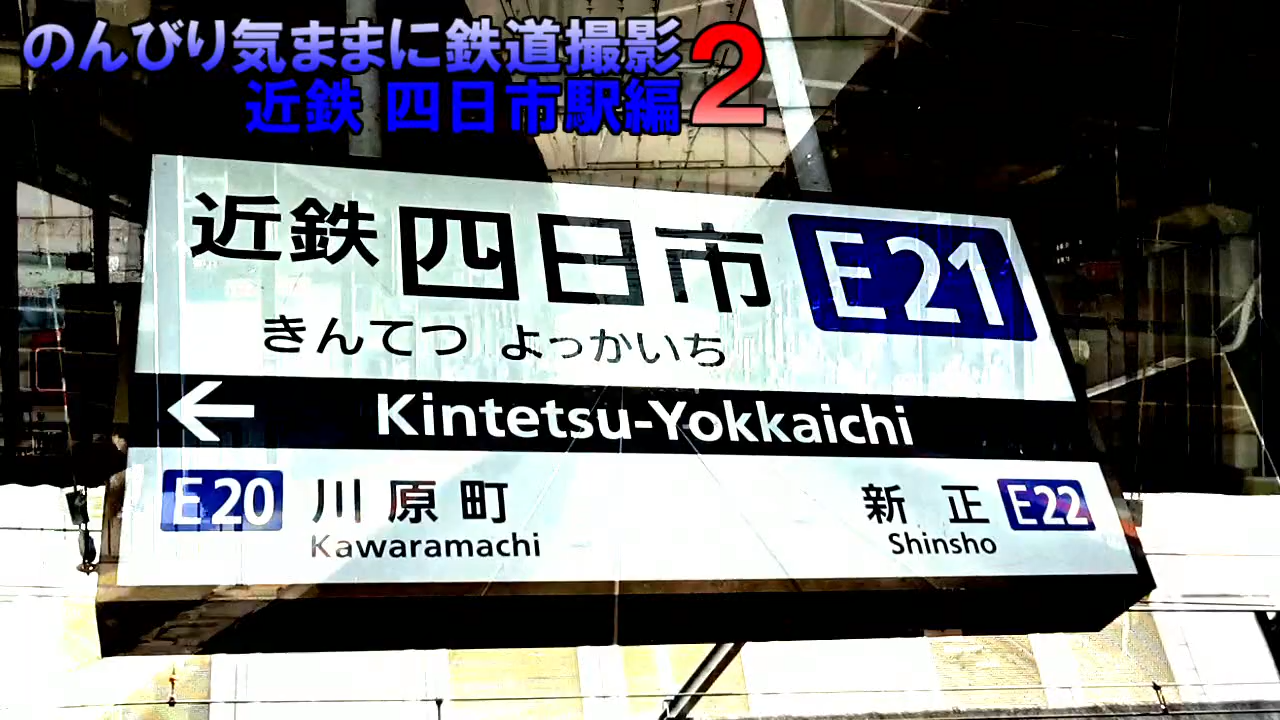 のんびり気ままに鉄道撮影2
近鉄 四日市駅編
近鉄四日市 E21
きんてつ よっかいち
← Kintetsu-Yokkaichi
E20 川原町 新正 E22
Kawaramachi Shinsho